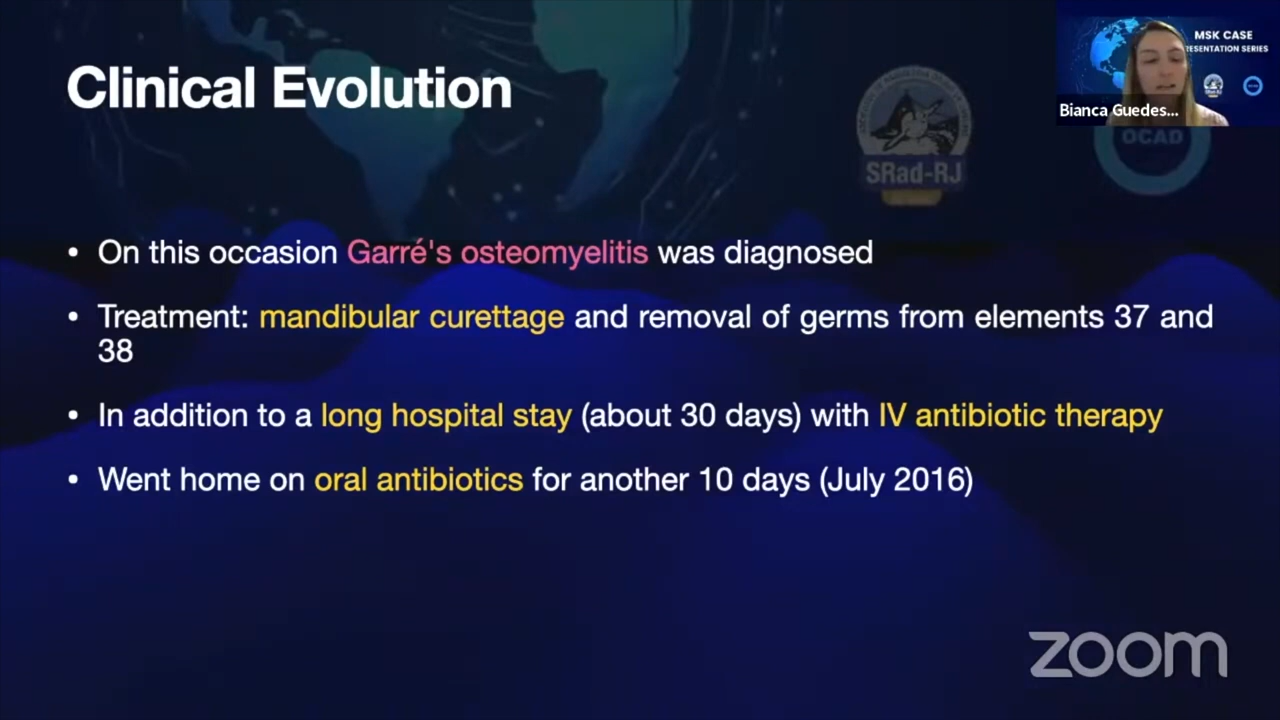 Clinical Evolution
MSK CASE
ESENTATION SERIES
Bianca Guedes...
SRad-RJ
OCAD
• On this occasion Garré's osteomyelitis was diagnosed
• Treatment: mandibular curettage and removal of germs from elements 37 and
38
• In addition to a long hospital stay (about 30 days) with IV antibiotic therapy
• Went home on oral antibiotics for another 10 days (July 2016)
zoom